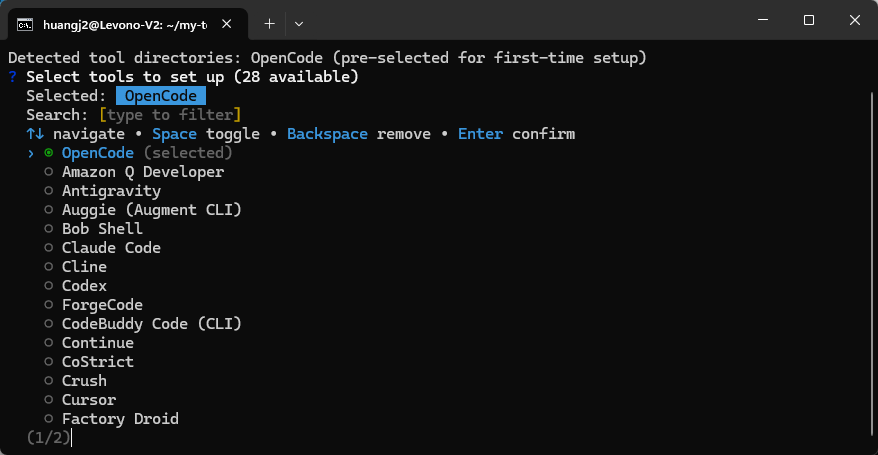 huangj2@Levono-V2: ~/my-t
Detected tool directories: OpenCode (pre-selected for first-time setup)
? Select tools to set up (28 available)
Selected: OpenCode
Search: [type to filter]
↑↓ navigate • Space toggle • Backspace remove • Enter confirm
› ◉ OpenCode (selected)
○ Amazon Q Developer
○ Antigravity
○ Auggie (Augment CLI)
○ Bob Shell
○ Claude Code
○ Cline
○ Codex
○ ForgeCode
○ CodeBuddy Code (CLI)
○ Continue
○ CoStrict
○ Crush
○ Cursor
○ Factory Droid
(1/2)